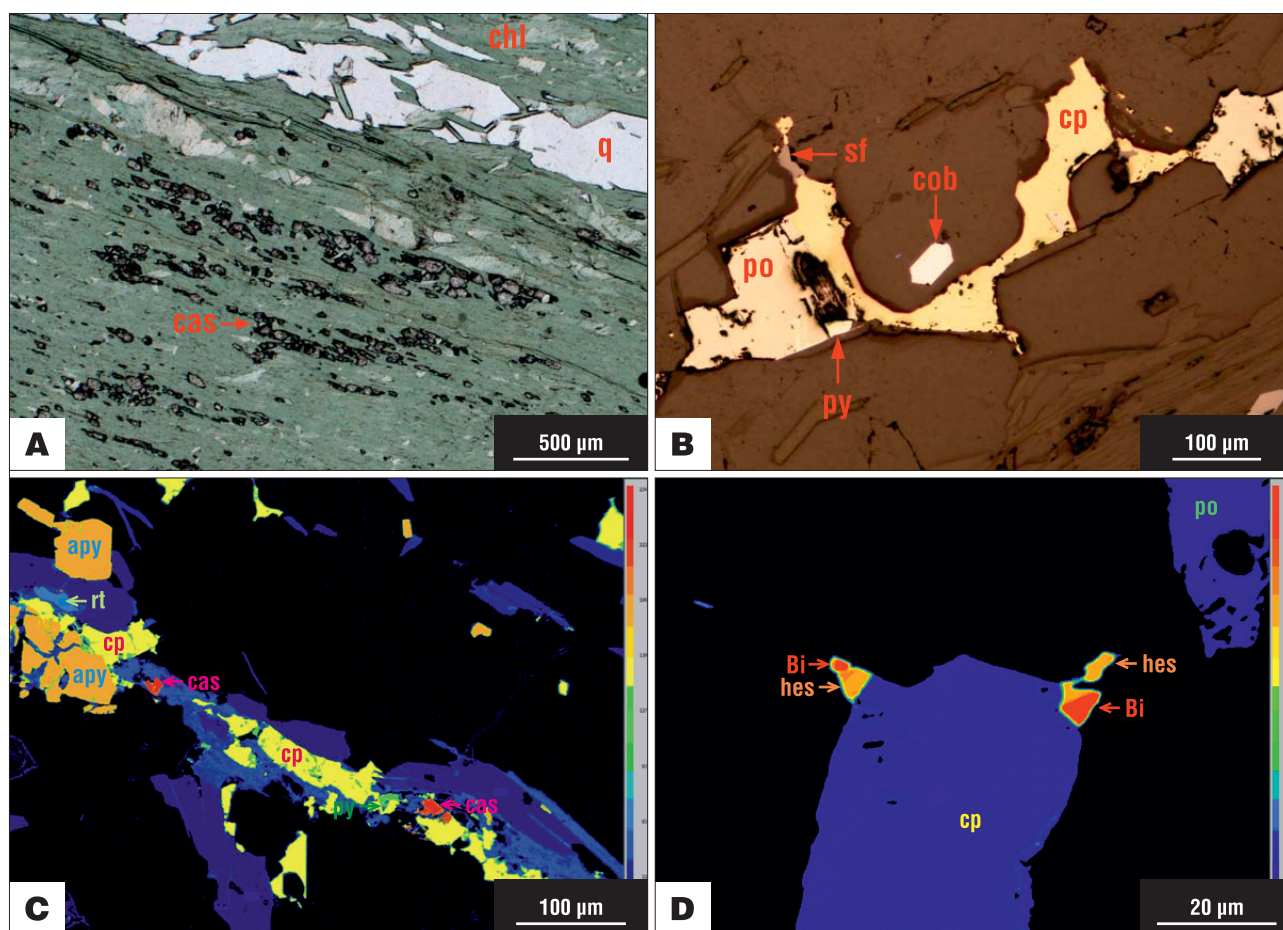 chl
q
cas
A
500 µm
cp
sf
cob
po
py
B
100 µm
apy
rt
cp
apy
cas
cp
py
cas
C
100 µm
po
Bi
hes
hes
Bi
cp
D
20 µm